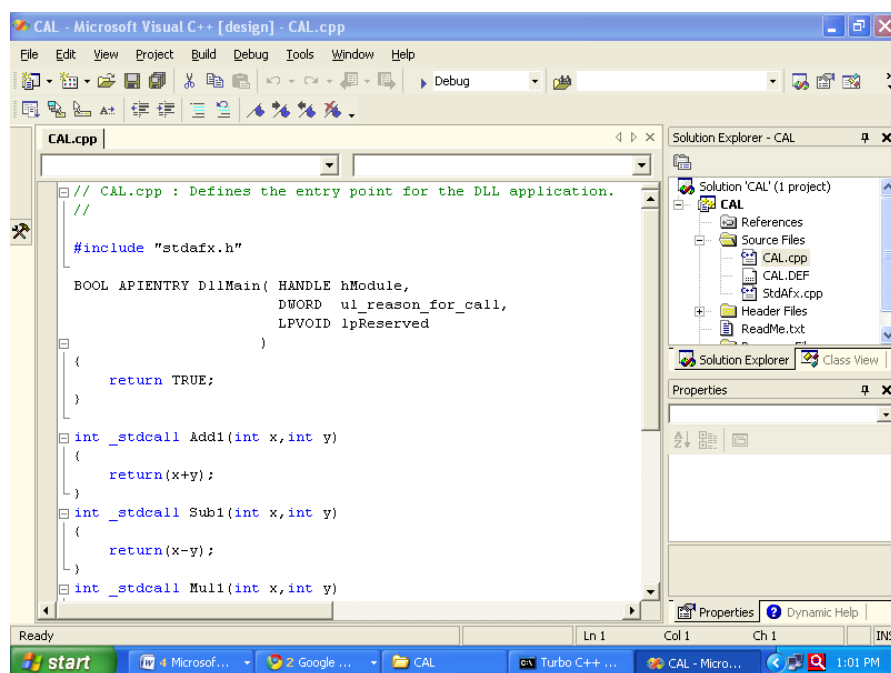 CAL - Microsoft Visual C++ [design] - CAL.cpp
File Edit View Project Build Debug Tools Window Help
Debug
CAL.cpp
// CAL.cpp : Defines the entry point for the DLL application.
//
#include "stdafx.h"
BOOL APIENTRY DllMain( HANDLE hModule,
DWORD ul_reason_for_call,
LPVOID lpReserved
)
{
return TRUE;
}
int _stdcall Add1(int x,int y)
{
return(x+y);
}
int _stdcall Sub1(int x,int y)
{
return(x-y);
}
int _stdcall Mul1(int x,int y)
Solution Explorer - CAL
Solution 'CAL' (1 project)
CAL
References
Source Files
CAL.cpp
CAL.DEF
StdAfx.cpp
Header Files
ReadMe.txt
Solution Explorer Class View
Properties
Properties Dynamic Help
Ready Ln 1 Col 1 Ch 1 INS
start 4 Microsof... 2 Google ... CAL Turbo C++ ... CAL - Micro... 1:01 PM